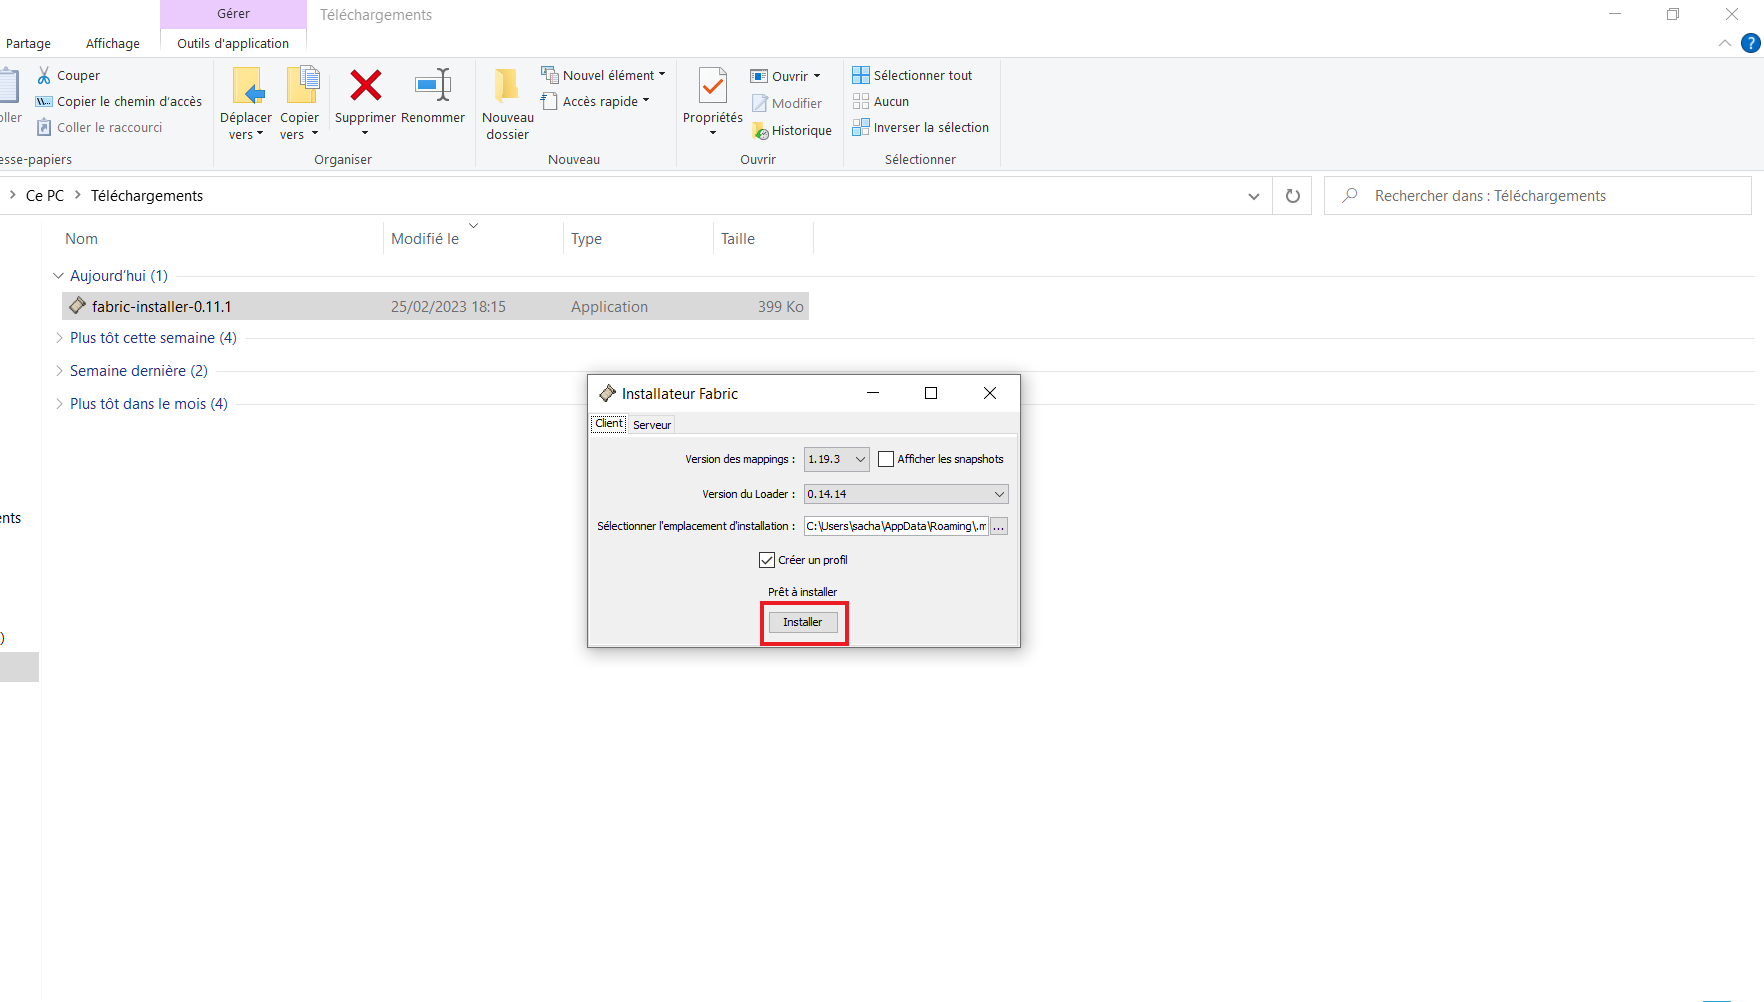 Gérer
Téléchargements
Partage
Affichage
Outils d'application
Couper
Copier le chemin d'accès
Coller le raccourci
oller
esse-papiers
Déplacer
vers
Copier
vers
Supprimer
Renommer
Organiser
Nouveau
dossier
Nouvel élément
Accès rapide
Nouveau
Propriétés
Ouvrir
Modifier
Historique
Ouvrir
Sélectionner tout
Aucun
Inverser la sélection
Sélectionner
Ce PC > Téléchargements
Rechercher dans : Téléchargements
Nom
Modifié le
Type
Taille
Aujourd'hui (1)
fabric-installer-0.11.1 25/02/2023 18:15 Application 399 Ko
Plus tôt cette semaine (4)
Semaine dernière (2)
Plus tôt dans le mois (4)
ents
)
Installateur Fabric
Client
Serveur
Version des mappings : 1.19.3 Afficher les snapshots
Version du Loader : 0.14.14
Sélectionner l'emplacement d'installation : C:\Users\sacha\AppData\Roaming\.m ...
Créer un profil
Prêt à installer
Installer